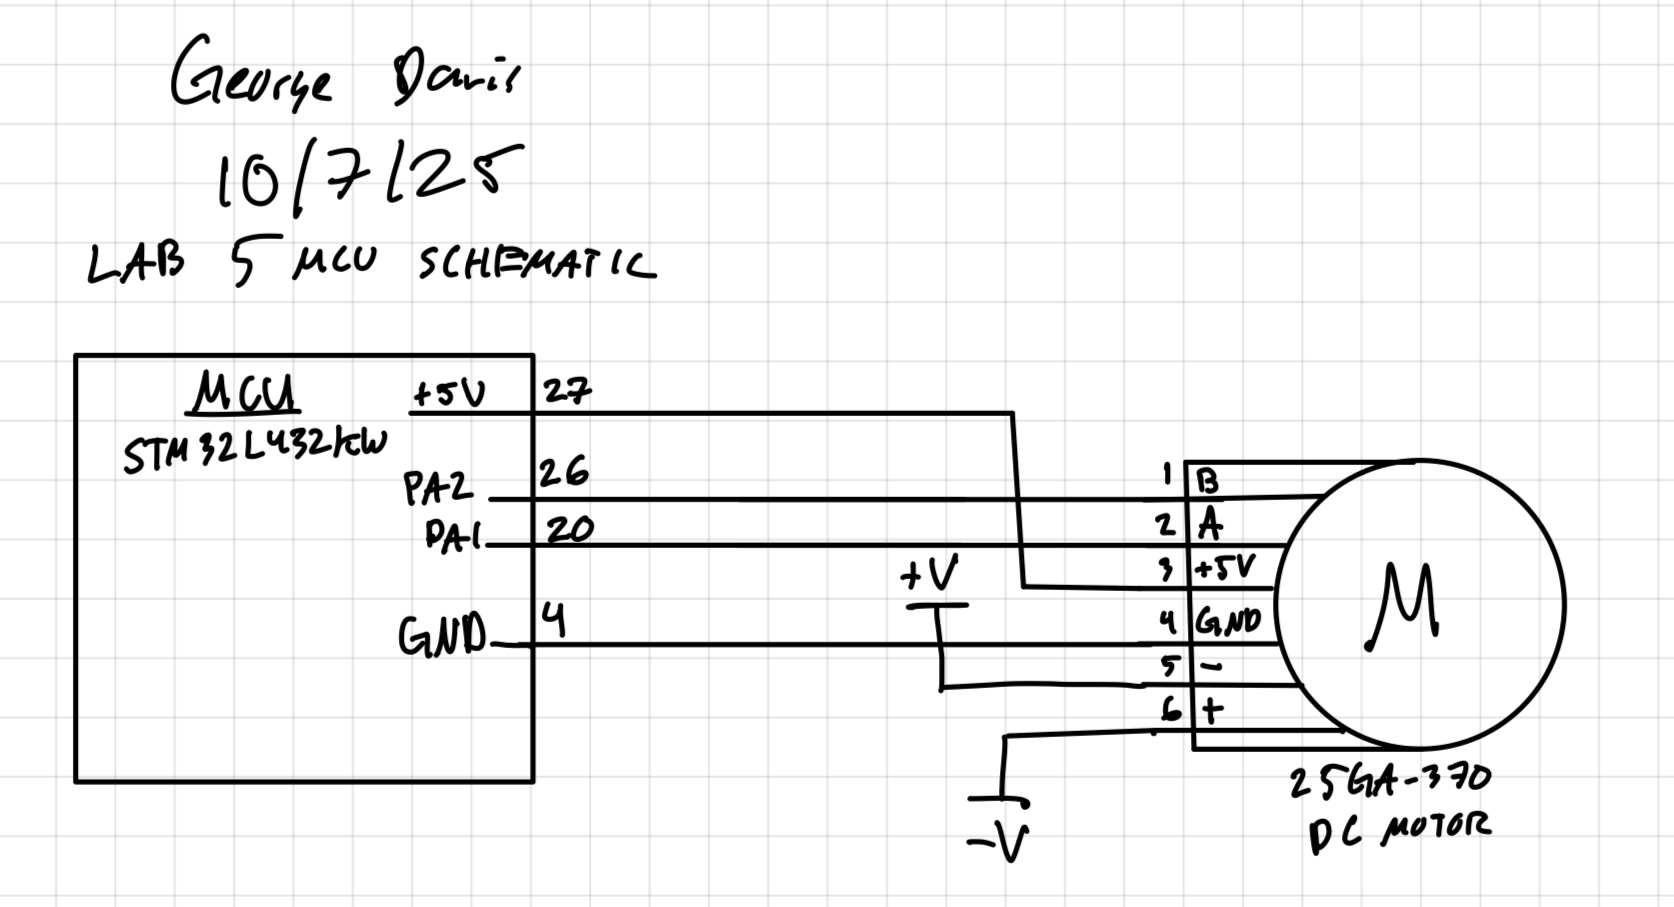 George Davis
10/7/25
LAB 5 MCU SCHEMATIC
MCU
STM32L432KW
+5V 27
PA2 26
PA1 20
GND 4
1 B
2 A
3 +5V
4 GND
5 -
6 +
+V
-V
M
25GA-370
DC MOTOR